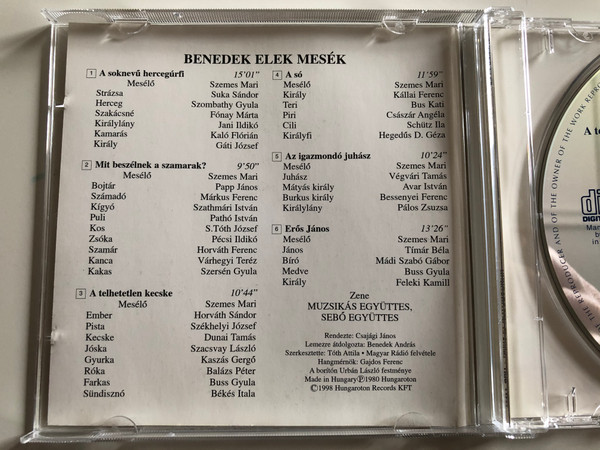 BENEDEK ELEK MESÉK
1 A soknevű hercegúrfi 15'01"
Mesélő Szemes Mari
Strázsa Suka Sándor
Herceg Szombathy Gyula
Szakácsné Fónay Márta
Királylány Jani Ildikó
Kamarás Kaló Flórián
Király Gáti József
2 Mit beszélnek a szamarak? 9'50"
Mesélő Szemes Mari
Bojtár Papp János
Számadó Márkus Ferenc
Kígyó Szathmári István
Puli Pathó István
Kos S.Tóth József
Zsóka Pécsi Ildikó
Szamár Horváth Ferenc
Kanca Várhegyi Teréz
Kakas Szersén Gyula
3 A telhetetlen kecske 10'44"
Mesélő Szemes Mari
Ember Horváth Sándor
Pista Székhelyi József
Kecske Dunai Tamás
Jóska Szacsvay László
Gyurka Kaszás Gergő
Róka Balázs Péter
Farkas Buss Gyula
Sündisznó Békés Itala
4 A só 11'59"
Mesélő Szemes Mari
Király Kállai Ferenc
Teri Bus Kati
Piri Császár Angéla
Cili Schütz Ila
Királyfi Hegedűs D. Géza
5 Az igazmondó juhász 10'24"
Mesélő Szemes Mari
Juhász Végvári Tamás
Mátyás király Avar István
Burkus király Bessenyei Ferenc
Királylány Pálos Zsuzsa
6 Erős János 13'26"
Mesélő Szemes Mari
János Tímár Béla
Bíró Mádi Szabó Gábor
Medve Buss Gyula
Király Feleki Kamill
Zene
MUZSIKÁS EGYÜTTES,
SEBŐ EGYÜTTES
Rendezte: Csajági János
Lemezre átdolgozta: Benedek András
Szerkesztette: Tóth Attila • Magyar Rádió felvétele
Hangmérnök: Gajdos Ferenc
A borítón Urbán László festménye
Made in Hungary Ⓟ1980 Hungaroton
©1998 Hungaroton Records KFT
THE REPRODUCER AND OF THE OWNER OF THE WORK REPRO